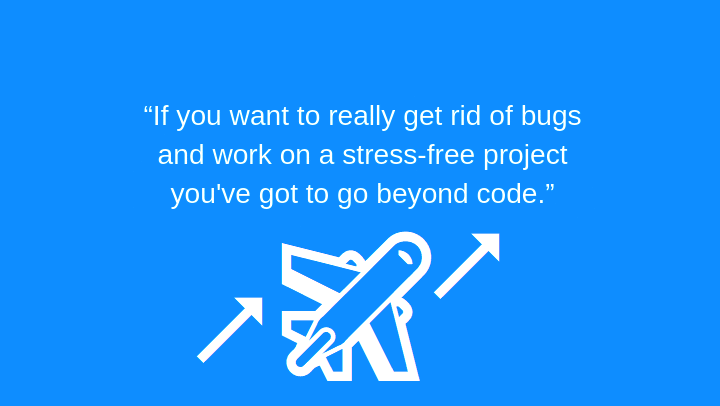 “If you want to really get rid of bugs
and work on a stress-free project
you've got to go beyond code.”